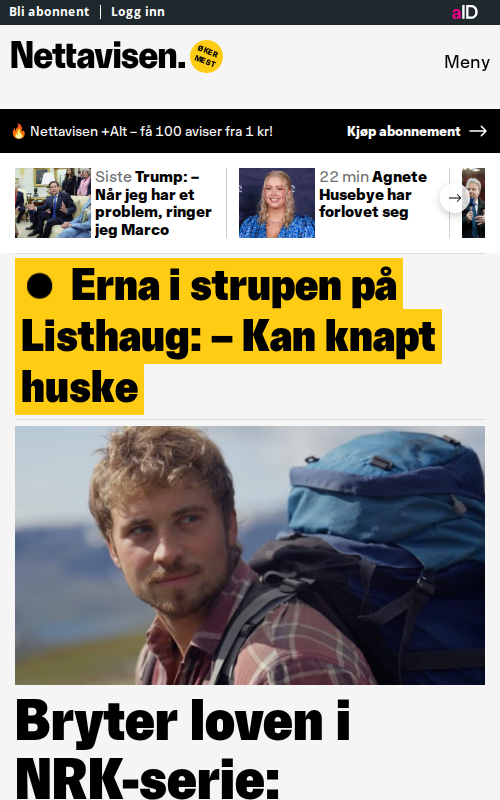 Bli abonnent
Logg inn
aID
Nettavisen.
ØKER
MEST
Meny
🔥 Nettavisen +Alt – få 100 aviser fra 1 kr!
Kjøp abonnement →
Siste Trump: –
Når jeg har et
problem, ringer
jeg Marco
22 min Agnete
Husebye har
forlovet seg
Erna i strupen på
Listhaug: – Kan knapt
huske
Bryter loven i
NRK-serie: